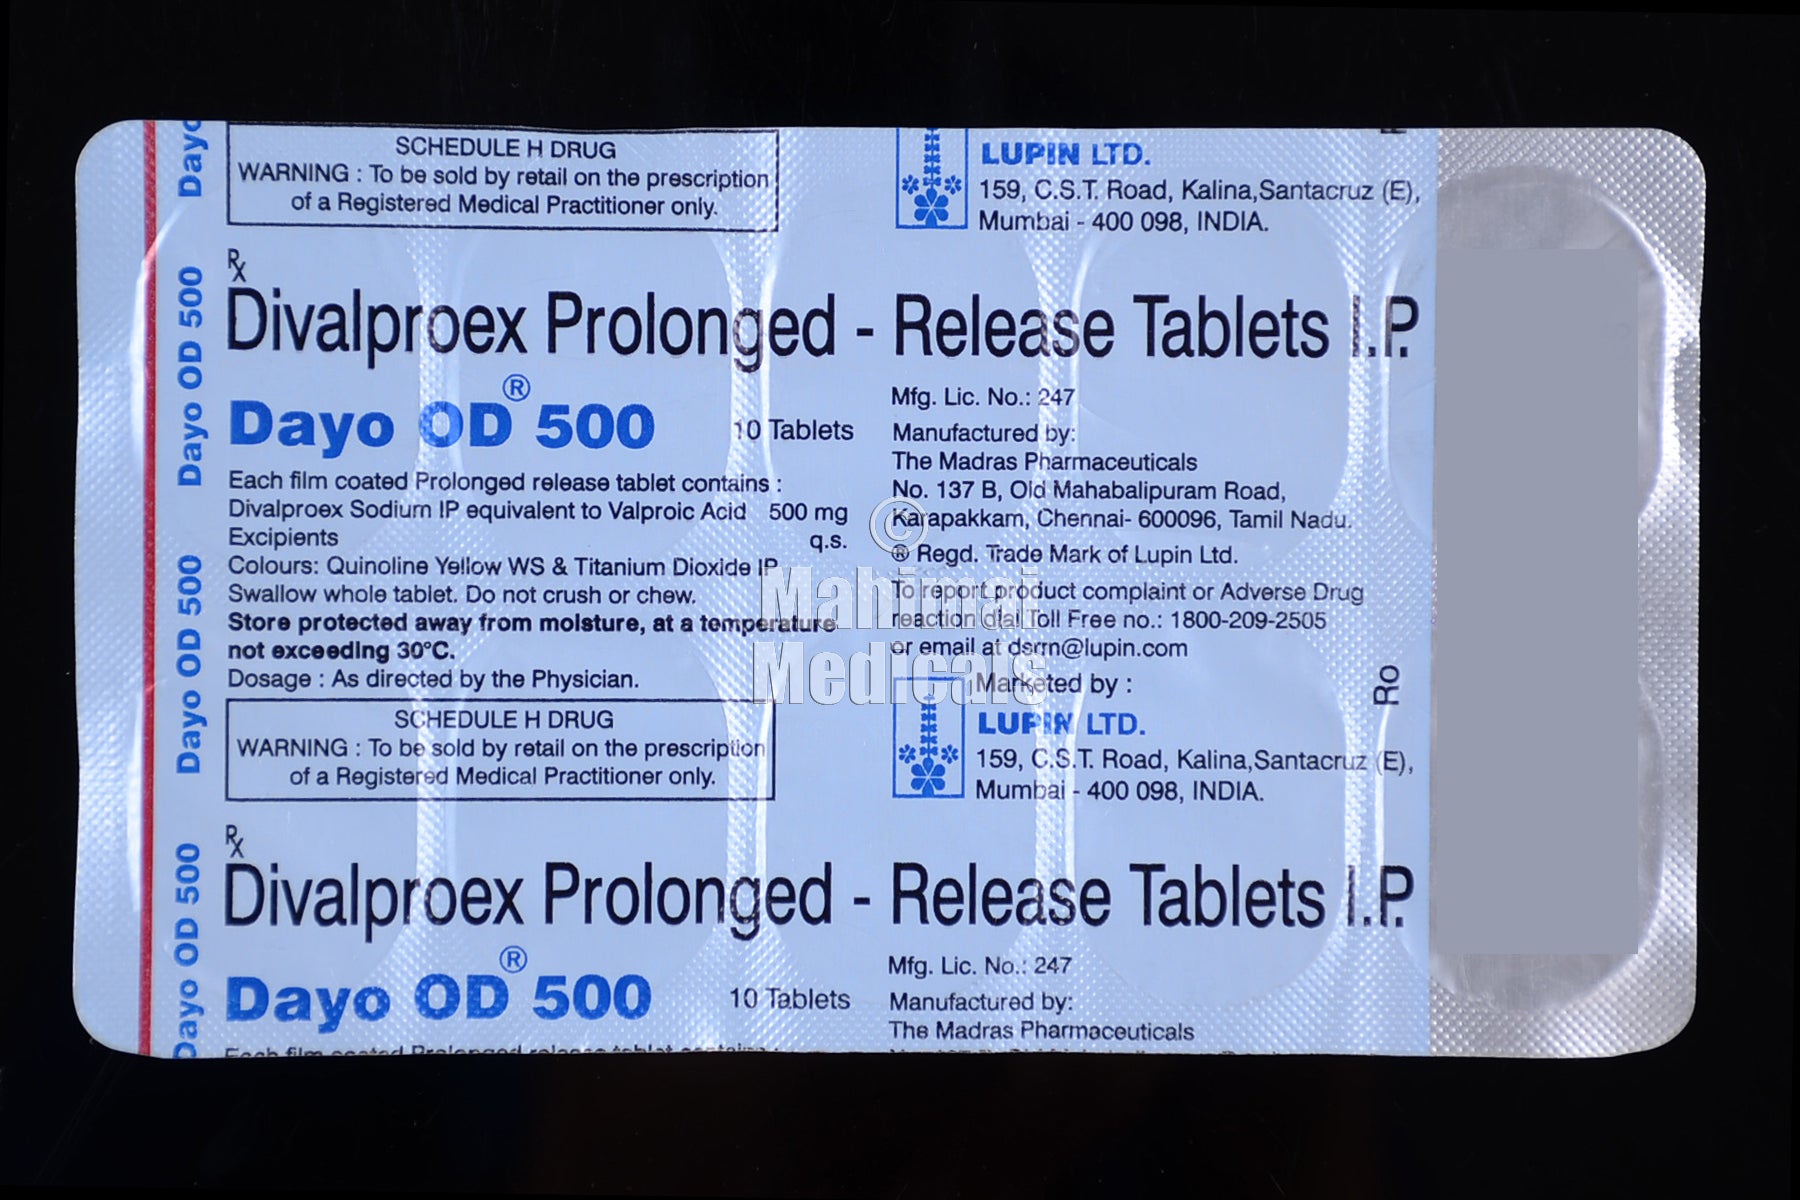 SCHEDULE H DRUG
WARNING : To be sold by retail on the prescription
of a Registered Medical Practitioner only.
LUPIN LTD.
159, C.S.T. Road, Kalina,Santacruz (E),
Mumbai - 400 098, INDIA.
Rx
Divalproex Prolonged - Release Tablets I.P.
Dayo OD® 500
10 Tablets
Each film coated Prolonged release tablet contains :
Divalproex Sodium IP equivalent to Valproic Acid 500 mg
Excipients q.s.
Colours: Quinoline Yellow WS & Titanium Dioxide IP
Swallow whole tablet. Do not crush or chew.
Store protected away from moisture, at a temperature
not exceeding 30°C.
Dosage : As directed by the Physician.
SCHEDULE H DRUG
WARNING : To be sold by retail on the prescription
of a Registered Medical Practitioner only.
Mfg. Lic. No.: 247
Manufactured by:
The Madras Pharmaceuticals
No. 137 B, Old Mahabalipuram Road,
Karapakkam, Chennai- 600096, Tamil Nadu.
® Regd. Trade Mark of Lupin Ltd.
To report product complaint or Adverse Drug
reaction dial Toll Free no.: 1800-209-2505
or email at dsrm@lupin.com
Marketed by :
LUPIN LTD.
159, C.S.T. Road, Kalina,Santacruz (E),
Mumbai - 400 098, INDIA.
Ro
Rx
Divalproex Prolonged - Release Tablets I.P.
Dayo OD® 500
10 Tablets
Each film coated Prolonged release tablet contains :
Mfg. Lic. No.: 247
Manufactured by:
The Madras Pharmaceuticals
Dayo
Dayo OD 500
Dayo OD 500
Dayo OD 500
©
Mahimai
Medicals